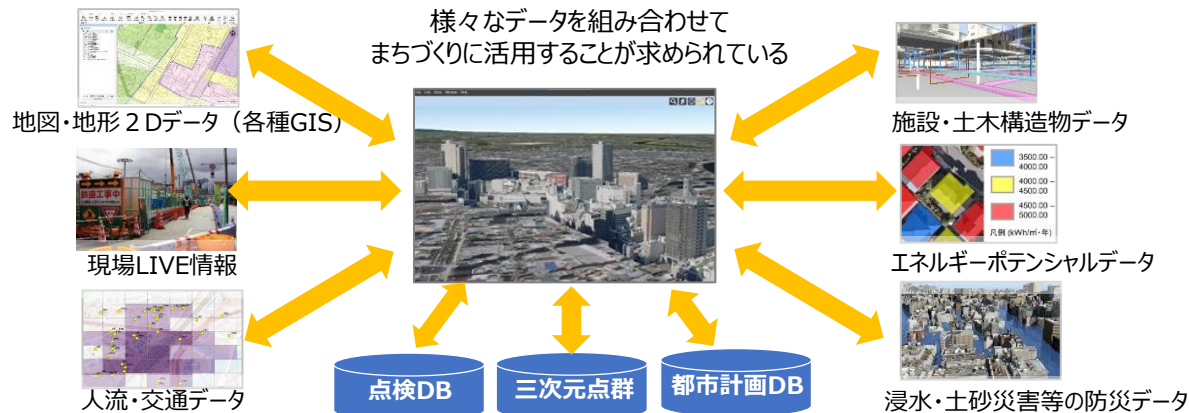 様々なデータを組み合わせて
まちづくりに活用することが求められている
地図・地形２Dデータ（各種GIS）
施設・土木構造物データ
3500.00 –
4000.00
4000.00 –
4500.00
4500.00 –
5000.00
凡例 (kWh/㎡・年)
鉄道工事中
現場LIVE情報
エネルギーポテンシャルデータ
人流・交通データ
点検DB
三次元点群
都市計画DB
浸水・土砂災害等の防災データ